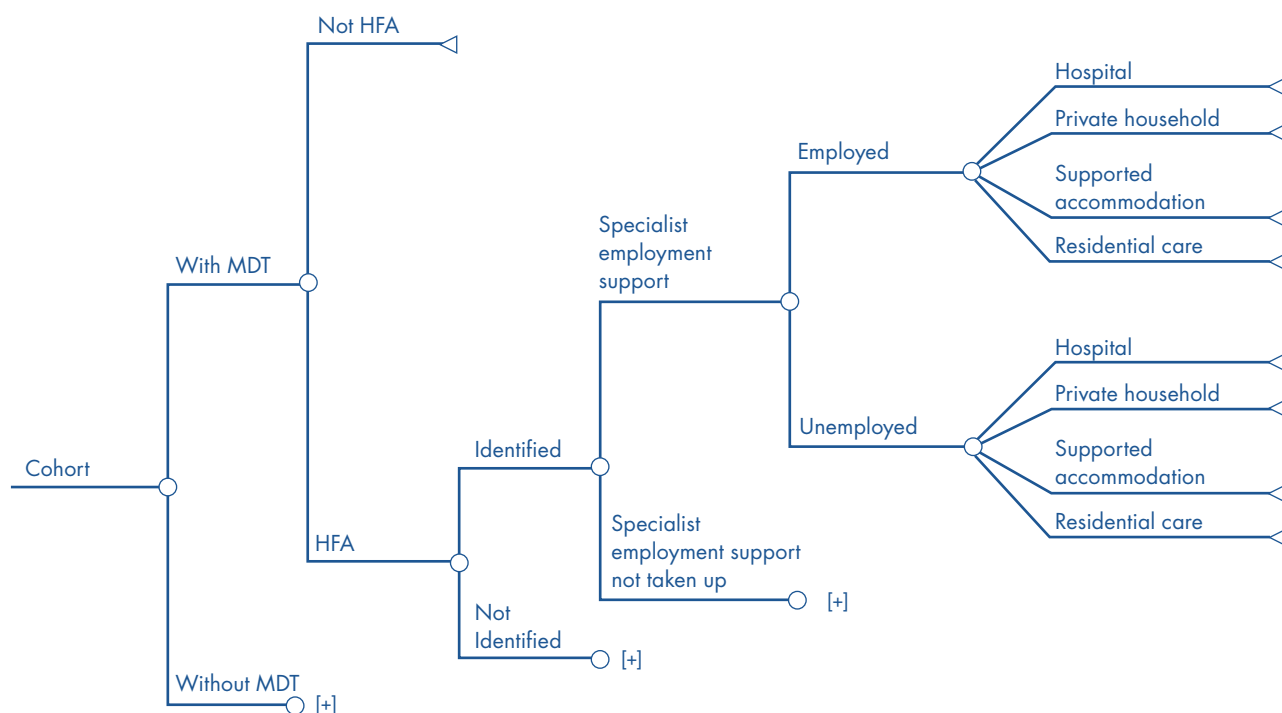 Not HFA
Hospital
Private household
Employed
Supported
accommodation
Specialist
employment
support
Residential care
With MDT
Hospital
Private household
Unemployed
Supported
accommodation
Identified
Cohort
Residential care
Specialist
employment support
not taken up
HFA
[+]
Not
Identified
[+]
Without MDT
[+]